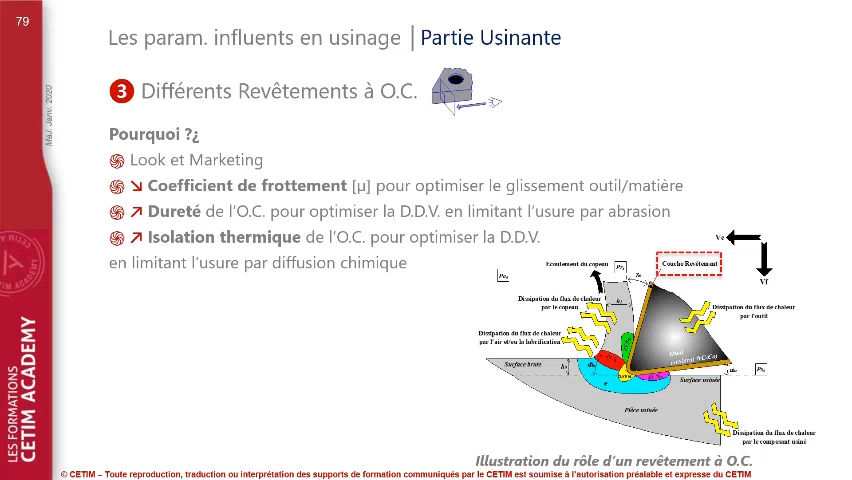 79
Les param. influents en usinage | Partie Usinante
Maj. Janv. 2020
3 Différents Revêtements à O.C.
Pourquoi ?¿
Look et Marketing
↘ Coefficient de frottement [µ] pour optimiser le glissement outil/matière
↗ Dureté de l'O.C. pour optimiser la D.D.V. en limitant l'usure par abrasion
↗ Isolation thermique de l'O.C. pour optimiser la D.D.V.
en limitant l'usure par diffusion chimique
Vc
Vf
Ecoulement du copeau
Couche Revêtement
Dissipation du flux de chaleur
par le copeau
Dissipation du flux de chaleur
par l'outil
Dissipation du flux de chaleur
par l'air et/ou la lubrification
Outil
Surface brute
Surface usinée
Pièce usinée
Dissipation du flux de chaleur
par le composant usiné
Illustration du rôle d'un revêtement à O.C.
LES FORMATIONS
CETIM ACADEMY
© CETIM – Toute reproduction, traduction ou interprétation des supports de formation communiqués par le CETIM est soumise à l'autorisation préalable et expresse du CETIM